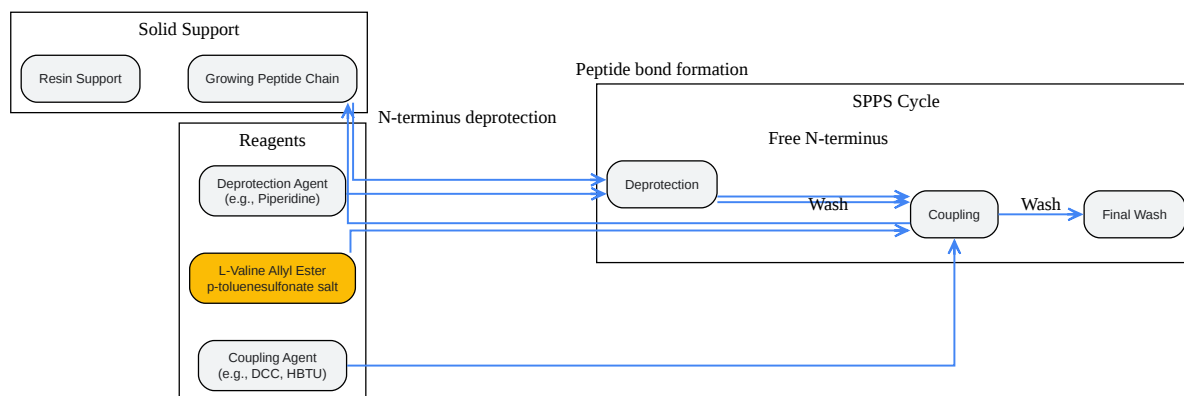 Solid Support
Resin Support
Growing Peptide Chain
Peptide bond formation
N-terminus deprotection
SPPS Cycle
Reagents
Free N-terminus
Deprotection Agent
(e.g., Piperidine)
Deprotection
Wash
Coupling
Wash
Final Wash
L-Valine Allyl Ester
p-toluenesulfonate salt
Coupling Agent
(e.g., DCC, HBTU)